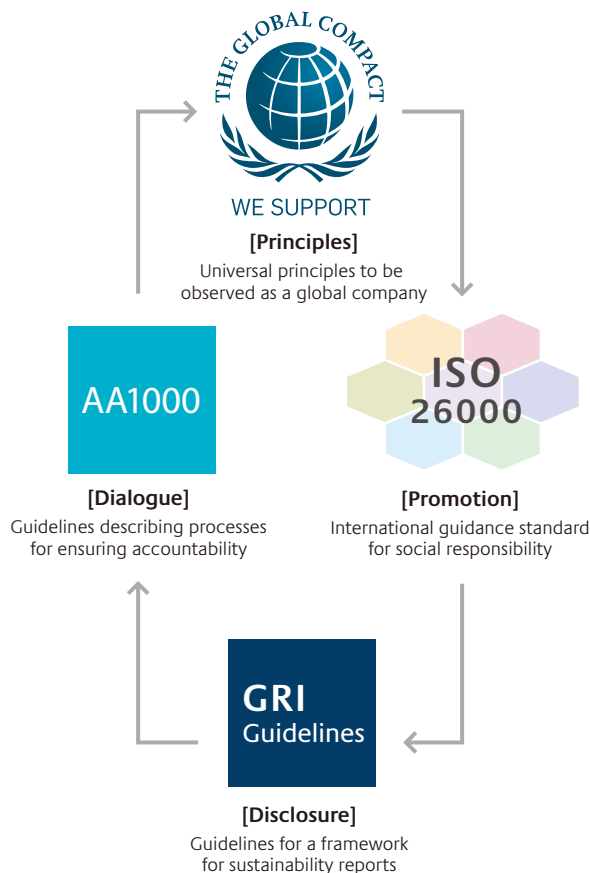 THE GLOBAL COMPACT
WE SUPPORT
[Principles]
Universal principles to be
observed as a global company
AA1000
[Dialogue]
Guidelines describing processes
for ensuring accountability
ISO
26000
[Promotion]
International guidance standard
for social responsibility
GRI
Guidelines
[Disclosure]
Guidelines for a framework
for sustainability reports